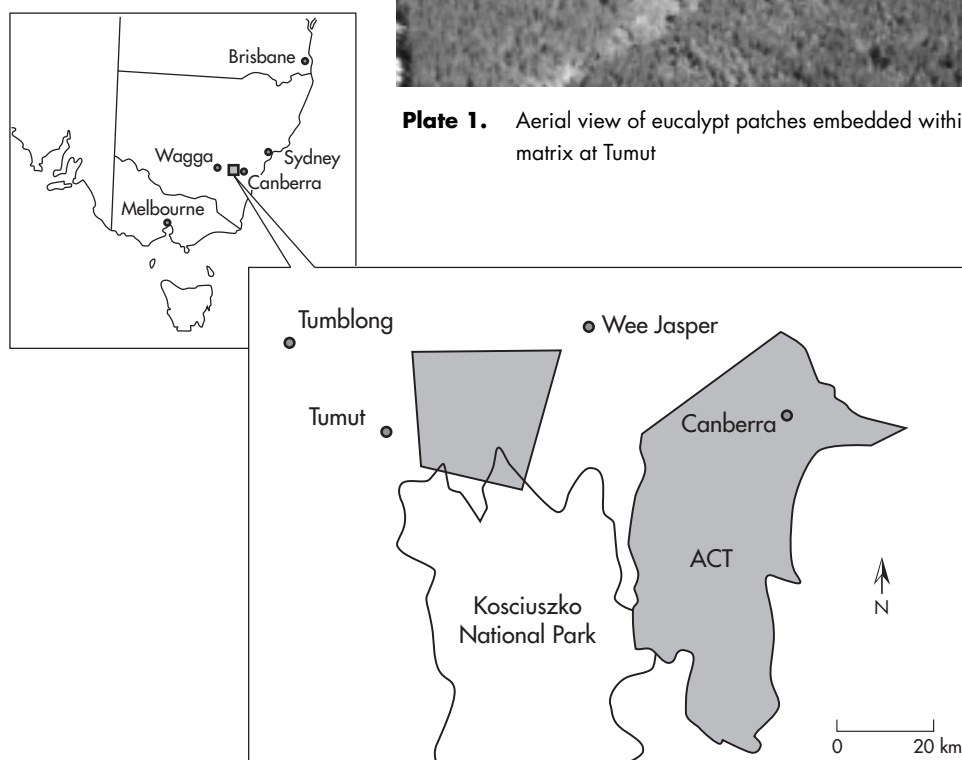 Brisbane
Wagga
Sydney
Canberra
Melbourne
Plate 1. Aerial view of eucalypt patches embedded withi
matrix at Tumut
Tumblong
Wee Jasper
Tumut
Canberra
ACT
Kosciuszko
National Park
N
0 20 km